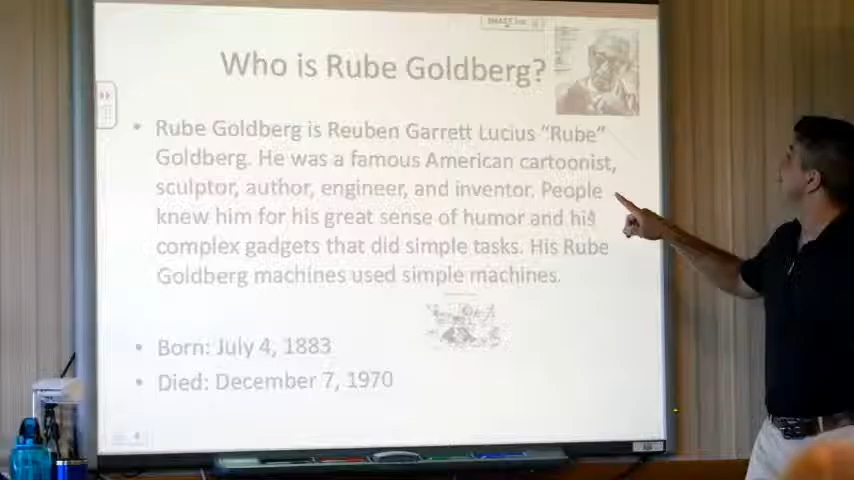 Who is Rube Goldberg?
• Rube Goldberg is Reuben Garrett Lucius “Rube”
Goldberg. He was a famous American cartoonist,
sculptor, author, engineer, and inventor. People
knew him for his great sense of humor and his
complex gadgets that did simple tasks. His Rube
Goldberg machines used simple machines.
• Born: July 4, 1883
• Died: December 7, 1970